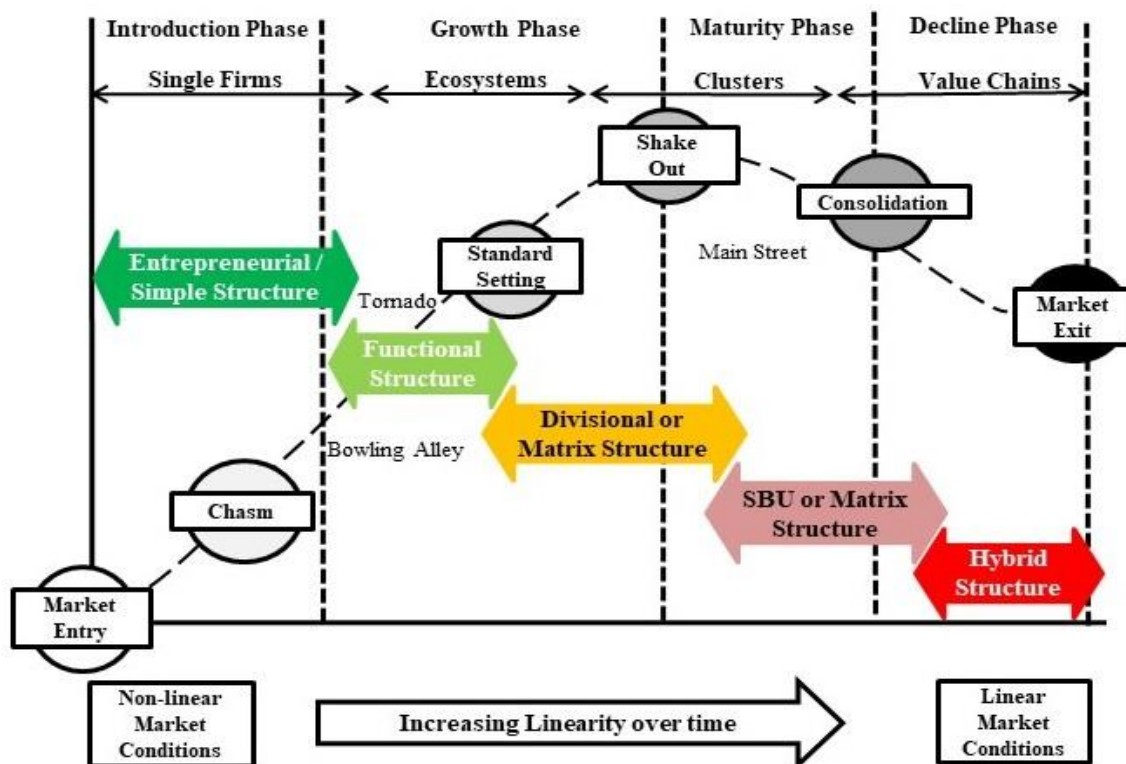 Introduction Phase
Growth Phase
Maturity Phase
Decline Phase
Single Firms
Ecosystems
Clusters
Value Chains
Shake
Out
Consolidation
Standard
Setting
Main Street
Entrepreneurial /
Simple Structure
Tornado
Market
Exit
Functional
Structure
Divisional or
Matrix Structure
Bowling Alley
Chasm
SBU or Matrix
Structure
Hybrid
Structure
Market
Entry
Non-linear
Market
Conditions
Increasing Linearity over time
Linear
Market
Conditions